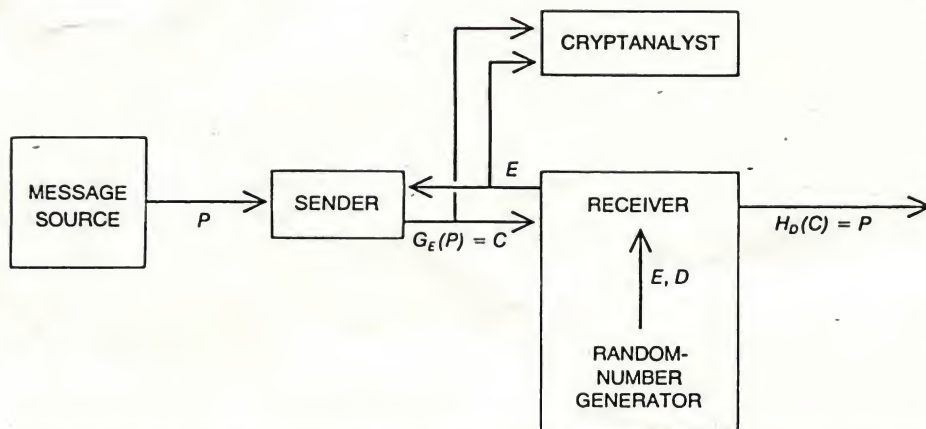 CRYPTANALYST
MESSAGE
SOURCE
P
SENDER
E
G_E(P) = C
RECEIVER
E, D
RANDOM-
NUMBER
GENERATOR
H_D(C) = P